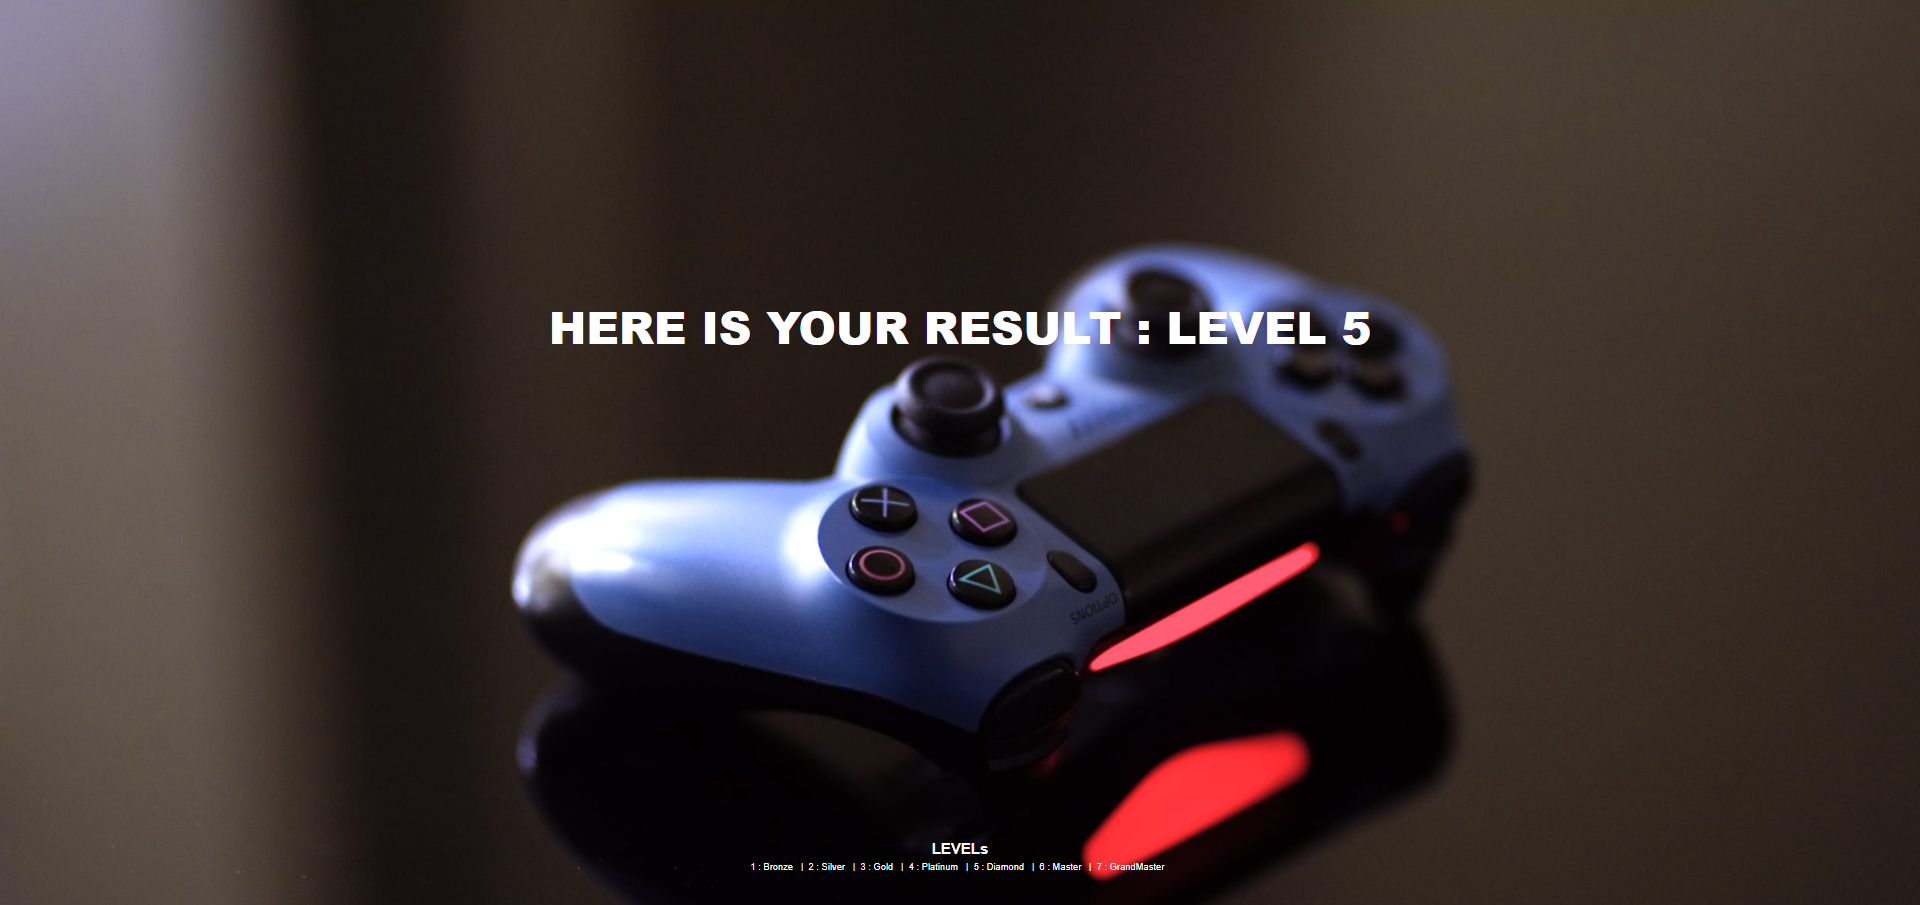 HERE IS YOUR RESULT : LEVEL 5
OPTIONS
LEVELs
1 : Bronze | 2 : Silver | 3 : Gold | 4 : Platinum | 5 : Diamond | 6 : Master | 7 : GrandMaster